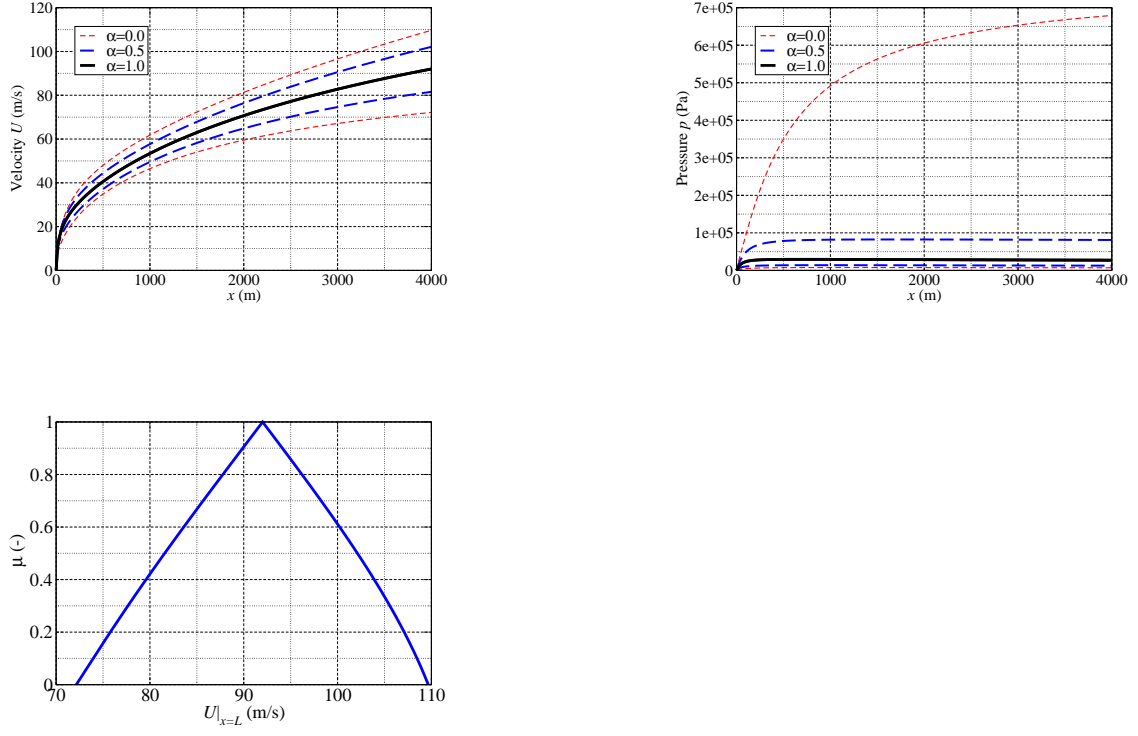 120
100
80
60
40
20
0
Velocity U (m/s)
α=0.0
α=0.5
α=1.0
0 1000 2000 3000 4000
x (m)
7e+05
6e+05
5e+05
4e+05
3e+05
2e+05
1e+05
0
Pressure p (Pa)
α=0.0
α=0.5
α=1.0
0 1000 2000 3000 4000
x (m)
1
0.8
0.6
0.4
0.2
0
μ (-)
70 80 90 100 110
U|x=L (m/s)